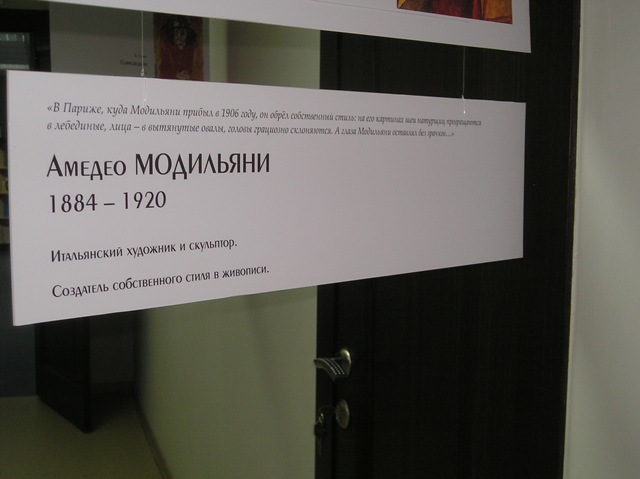 «В Париже, куда Модильяни прибыл в 1906 году, он обрёл собственный стиль: на его картинах шеи натурщиц превращаются
в лебединые, лица – в вытянутые овалы, головы грациозно склоняются. А глаза Модильяни оставлял без зрачков...»
Амедео МОДИЛЬЯНИ
1884 – 1920
Итальянский художник и скульптор.
Создатель собственного стиля в живописи.